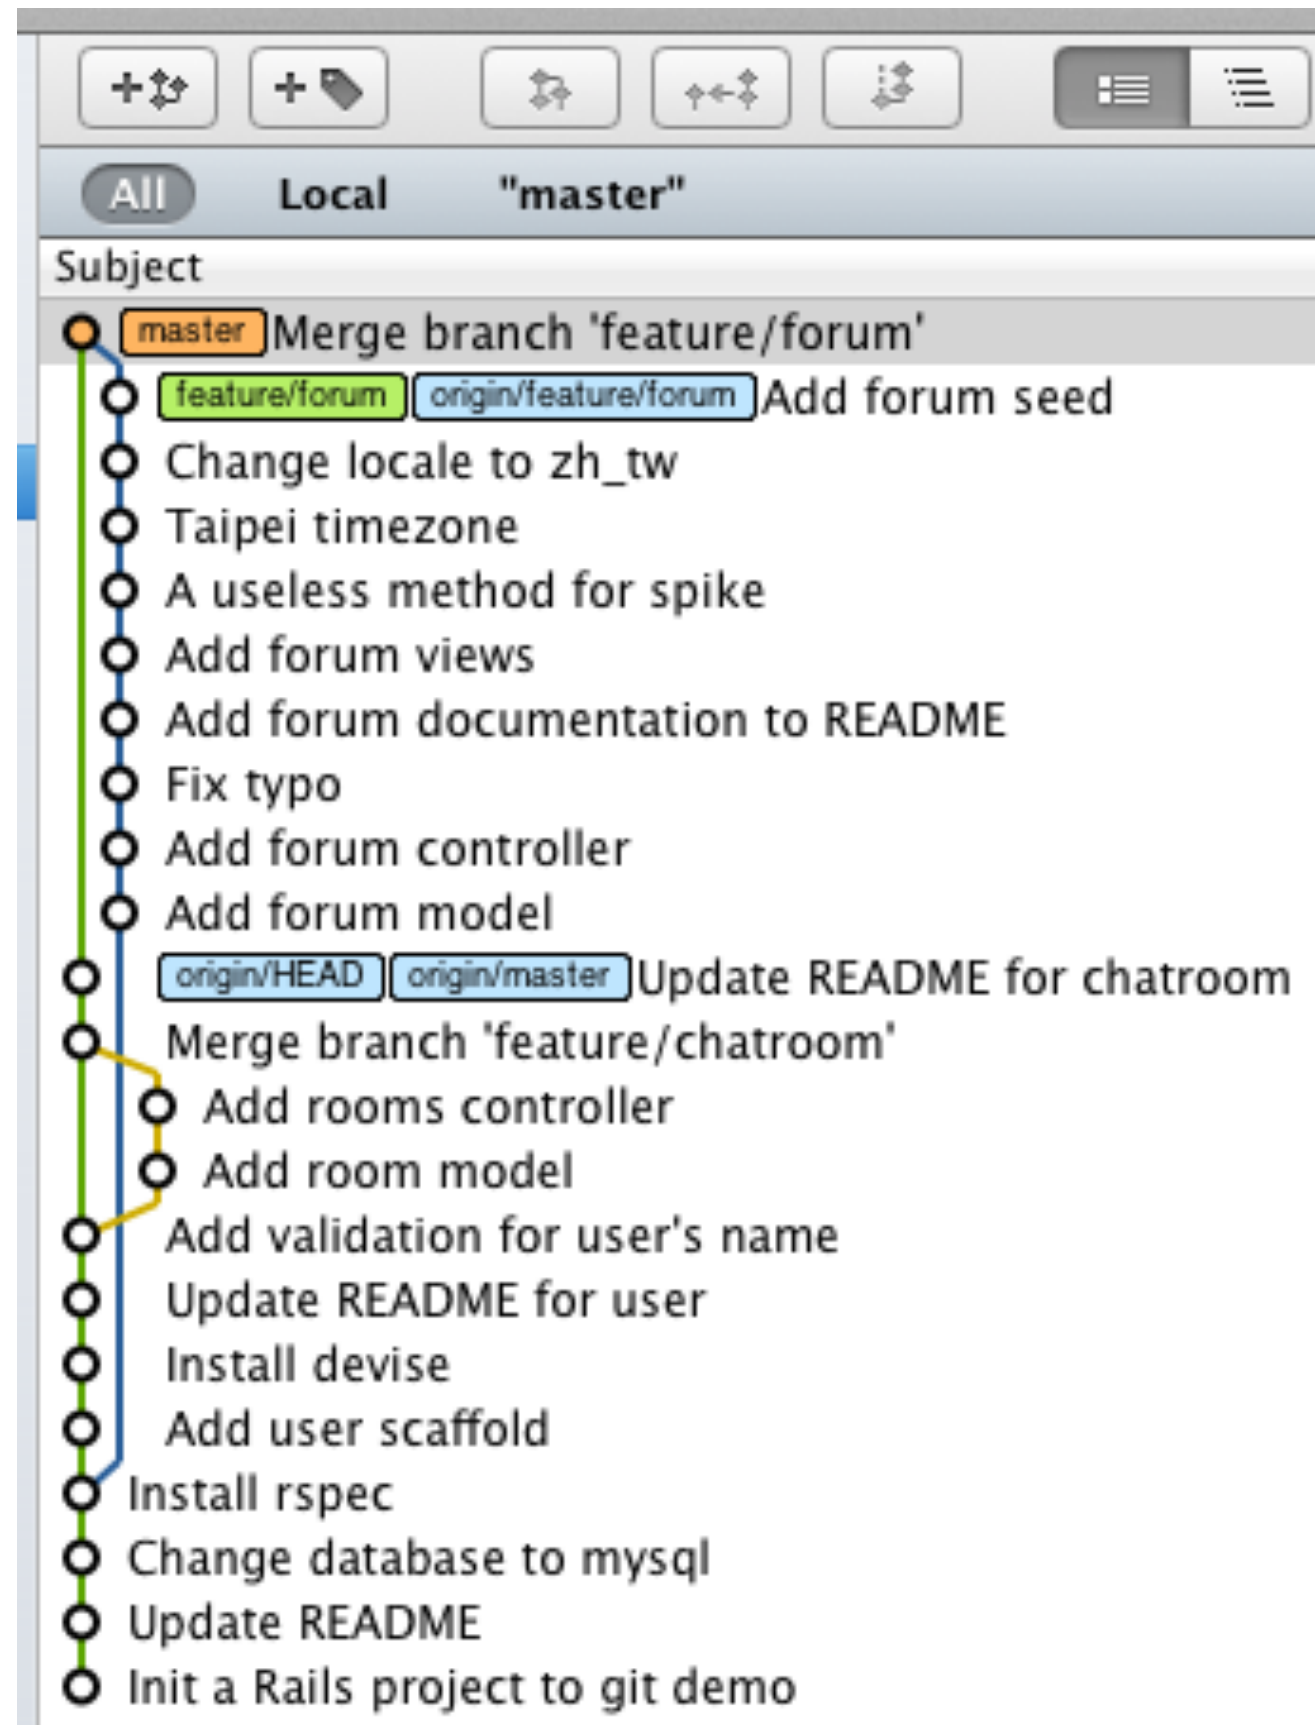 All Local "master"
Subject
master Merge branch 'feature/forum'
feature/forum origin/feature/forum Add forum seed
Change locale to zh_tw
Taipei timezone
A useless method for spike
Add forum views
Add forum documentation to README
Fix typo
Add forum controller
Add forum model
origin/HEAD origin/master Update README for chatroom
Merge branch 'feature/chatroom'
Add rooms controller
Add room model
Add validation for user's name
Update README for user
Install devise
Add user scaffold
Install rspec
Change database to mysql
Update README
Init a Rails project to git demo